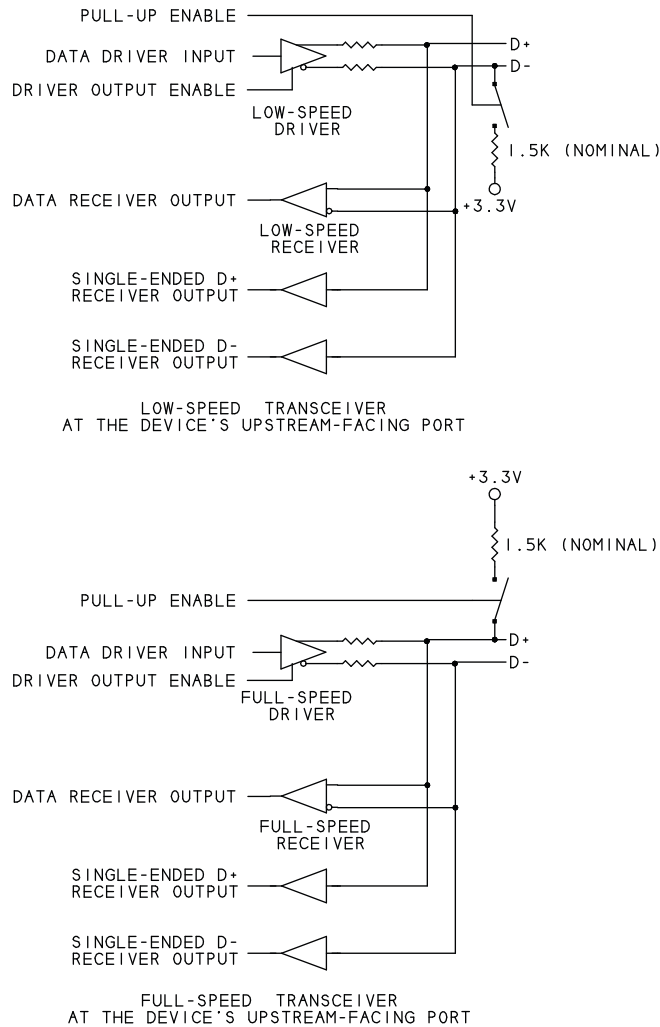 PULL-UP ENABLE
D+
DATA DRIVER INPUT
D-
DRIVER OUTPUT ENABLE
LOW-SPEED
DRIVER
1.5K (NOMINAL)
DATA RECEIVER OUTPUT
+3.3V
LOW-SPEED
RECEIVER
SINGLE-ENDED D+
RECEIVER OUTPUT
SINGLE-ENDED D-
RECEIVER OUTPUT
LOW-SPEED TRANSCEIVER
AT THE DEVICE'S UPSTREAM-FACING PORT
+3.3V
1.5K (NOMINAL)
PULL-UP ENABLE
D+
DATA DRIVER INPUT
D-
DRIVER OUTPUT ENABLE
FULL-SPEED
DRIVER
DATA RECEIVER OUTPUT
FULL-SPEED
RECEIVER
SINGLE-ENDED D+
RECEIVER OUTPUT
SINGLE-ENDED D-
RECEIVER OUTPUT
FULL-SPEED TRANSCEIVER
AT THE DEVICE'S UPSTREAM-FACING PORT